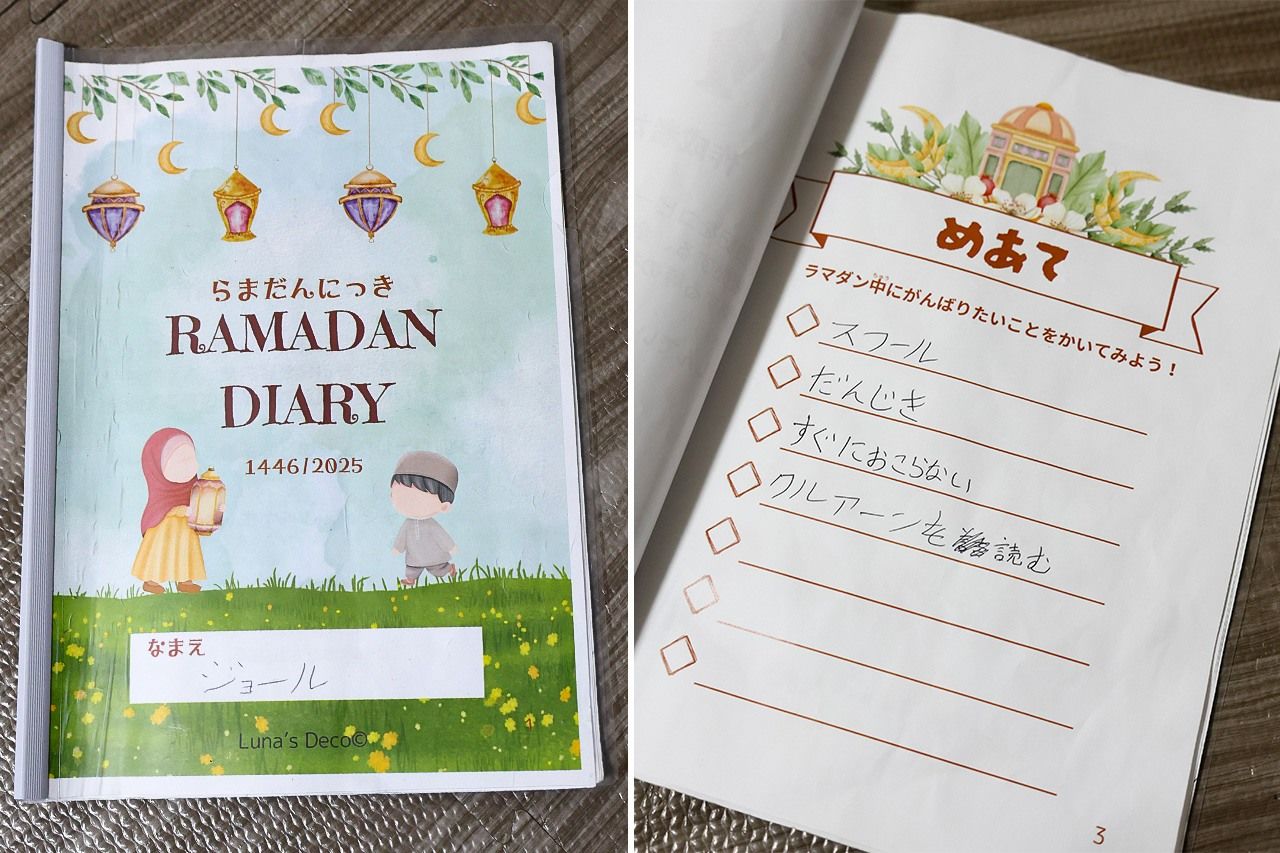 らまだんにっき
RAMADAN
DIARY
1446/2025
なまえ
ジョール
Luna's Deco©
めあて
ラマダン中にがんばりたいことをかいてみよう！
スフール
だんじき
すぐにおこらない
クルアーンを読む
3